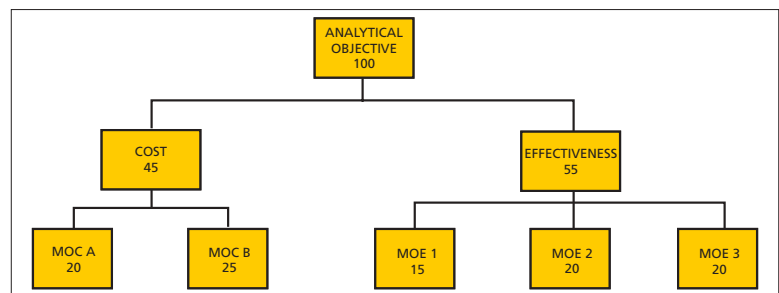 ANALYTICAL
OBJECTIVE
100
COST
45
EFFECTIVENESS
55
MOC A
20
MOC B
25
MOE 1
15
MOE 2
20
MOE 3
20